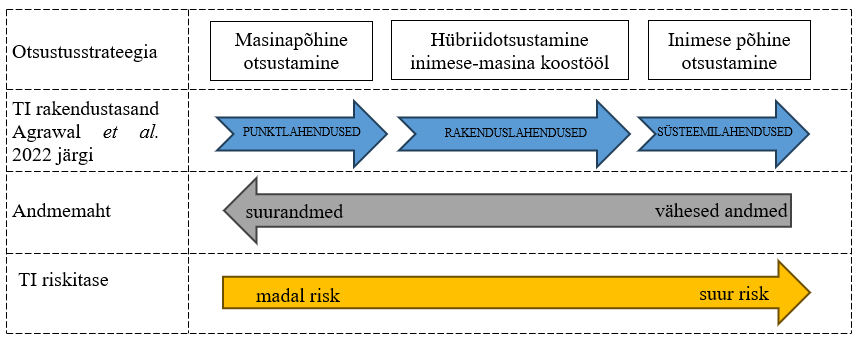 Otsustusstrateegia
Masinapõhine
otsustamine
Hübriidotsustamine
inimese-masina koostööl
Inimese põhine
otsustamine
TI rakendustasand
Agrawal et al.
2022 järgi
PUNKTLAHENDUSED
RAKENDUSLAHENDUSED
SÜSTEEMILAHENDUSED
Andmemaht
suurandmed
vähesed andmed
TI riskitase
madal risk
suur risk